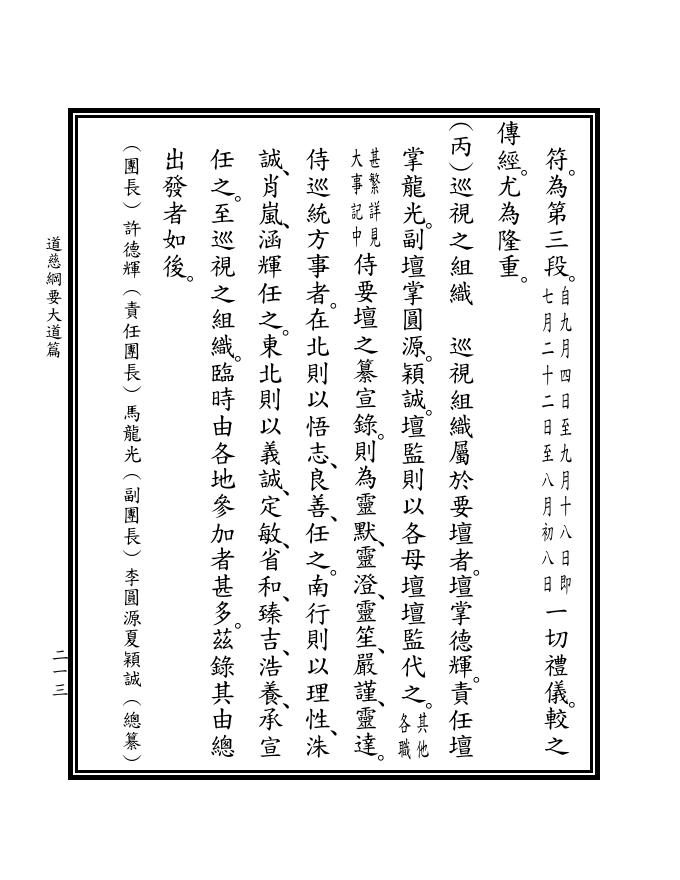 符。為第三段。自九月四日至九月十八日即七月二十二日至八月初八日一切禮儀。較之
傳經。尤為隆重。
（丙）巡視之組織　巡視組織屬於要壇者。壇掌德輝。責任壇
掌龍光。副壇掌圓源。穎誠。壇監則以各母壇壇監代之。其他各職
甚繁詳見大事記中侍要壇之纂宣錄。則為靈默、靈澄、靈笙、嚴謹、靈達。
侍巡統方事者。在北則以悟志、良善、任之。南行則以理性、洙
誠、肖嵐、涵輝任之。東北則以義誠、定敏、省和、臻吉、浩養、承宣
任之。至巡視之組織。臨時由各地參加者甚多。茲錄其由總
出發者如後。
（團長）許德輝（責任團長）馬龍光（副團長）李圓源夏穎誠（總纂）
道慈綱要大道篇
二一三